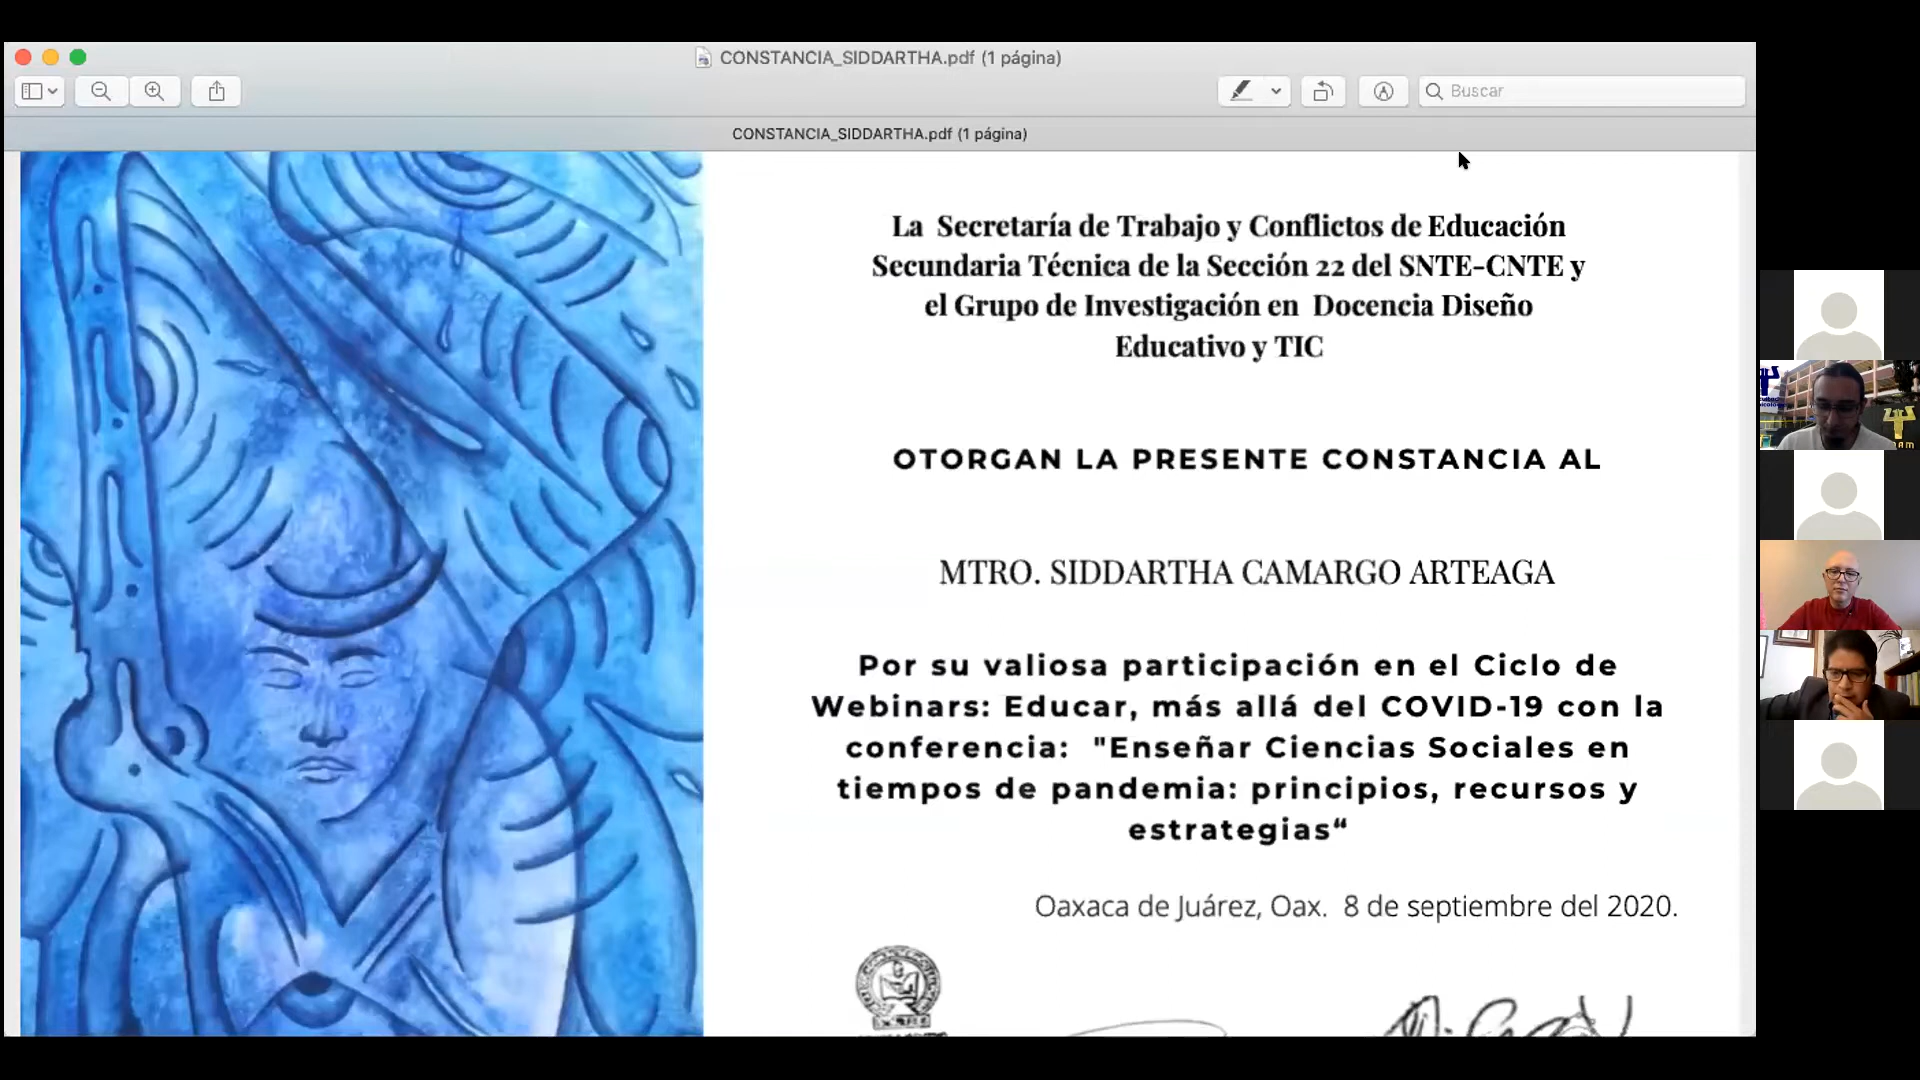 CONSTANCIA_SIDDARTHA.pdf (1 página)
Buscar
CONSTANCIA_SIDDARTHA.pdf (1 página)
La Secretaría de Trabajo y Conflictos de Educación
Secundaria Técnica de la Sección 22 del SNTE-CNTE y
el Grupo de Investigación en Docencia Diseño
Educativo y TIC
OTORGAN LA PRESENTE CONSTANCIA AL
MTRO. SIDDARTHA CAMARGO ARTEAGA
Por su valiosa participación en el Ciclo de
Webinars: Educar, más allá del COVID-19 con la
conferencia: "Enseñar Ciencias Sociales en
tiempos de pandemia: principios, recursos y
estrategias“
Oaxaca de Juárez, Oax. 8 de septiembre del 2020.